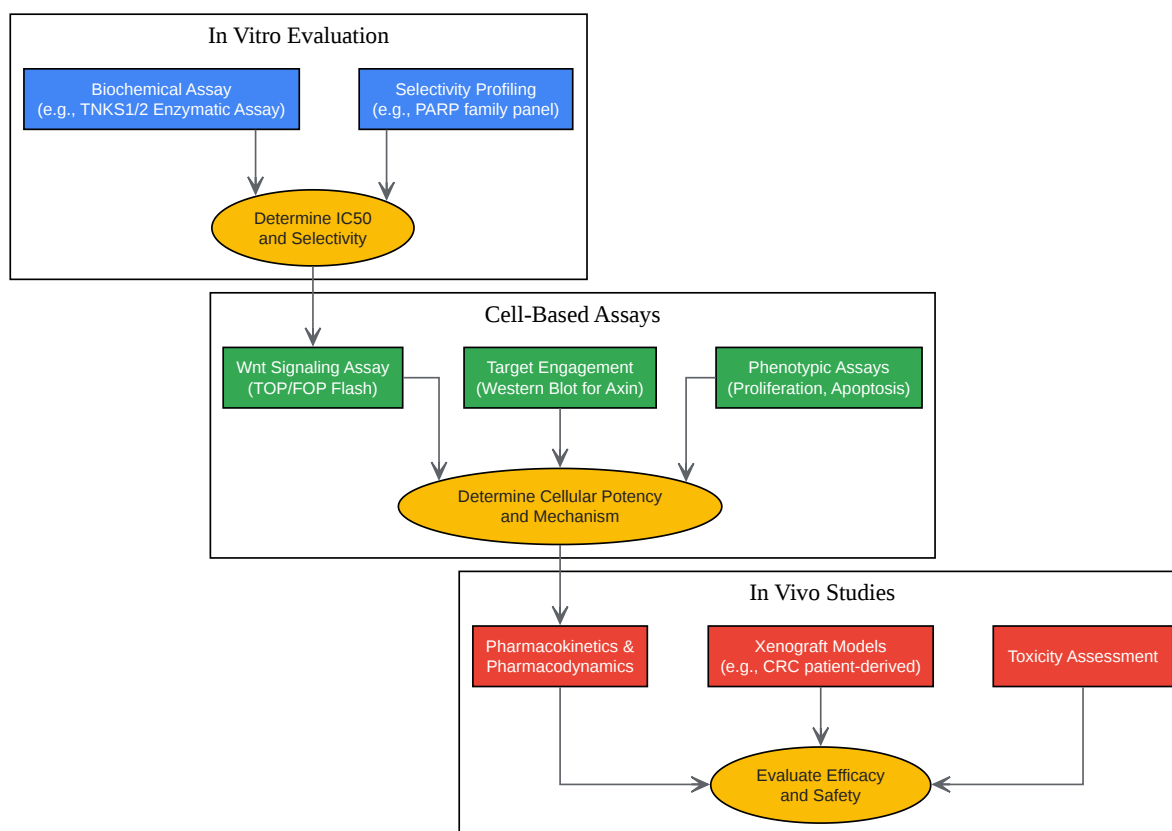 In Vitro Evaluation
Biochemical Assay
(e.g., TNKS1/2 Enzymatic Assay)
Selectivity Profiling
(e.g., PARP family panel)
Determine IC50
and Selectivity
Cell-Based Assays
Wnt Signaling Assay
(TOP/FOP Flash)
Target Engagement
(Western Blot for Axin)
Phenotypic Assays
(Proliferation, Apoptosis)
Determine Cellular Potency
and Mechanism
In Vivo Studies
Pharmacokinetics &
Pharmacodynamics
Xenograft Models
(e.g., CRC patient-derived)
Toxicity Assessment
Evaluate Efficacy
and Safety